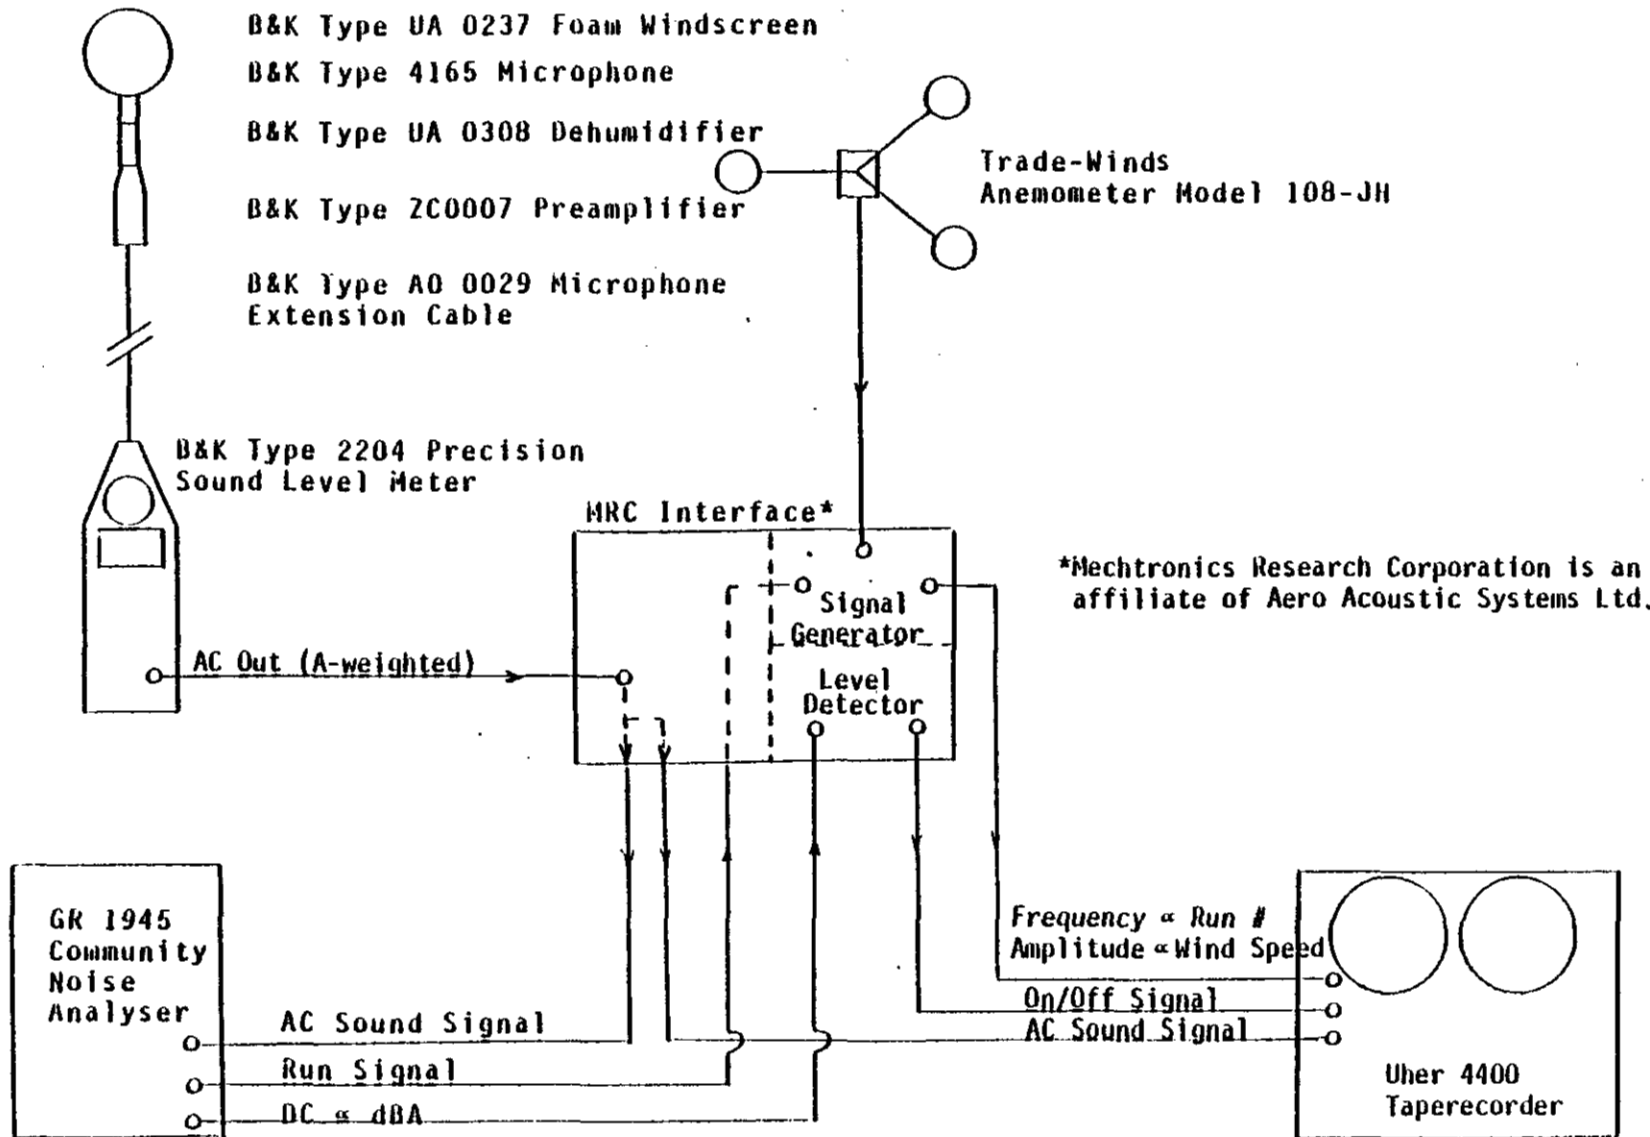 B&K Type UA 0237 Foam Windscreen
B&K Type 4165 Microphone
B&K Type UA 0308 Dehumidifier
B&K Type 2C0007 Preamplifier
B&K Type AO 0029 Microphone
Extension Cable
Trade-Winds
Anemometer Model 108-JH
B&K Type 2204 Precision
Sound Level Meter
MRC Interface*
Signal
Generator
Level
Detector
*Mechtronics Research Corporation is an
affiliate of Aero Acoustic Systems Ltd.
AC Out (A-weighted)
GR 1945
Community
Noise
Analyser
AC Sound Signal
Run Signal
DC ∝ dBA
Frequency ∝ Run #
Amplitude ∝ Wind Speed
On/Off Signal
AC Sound Signal
Uher 4400
Taperecorder